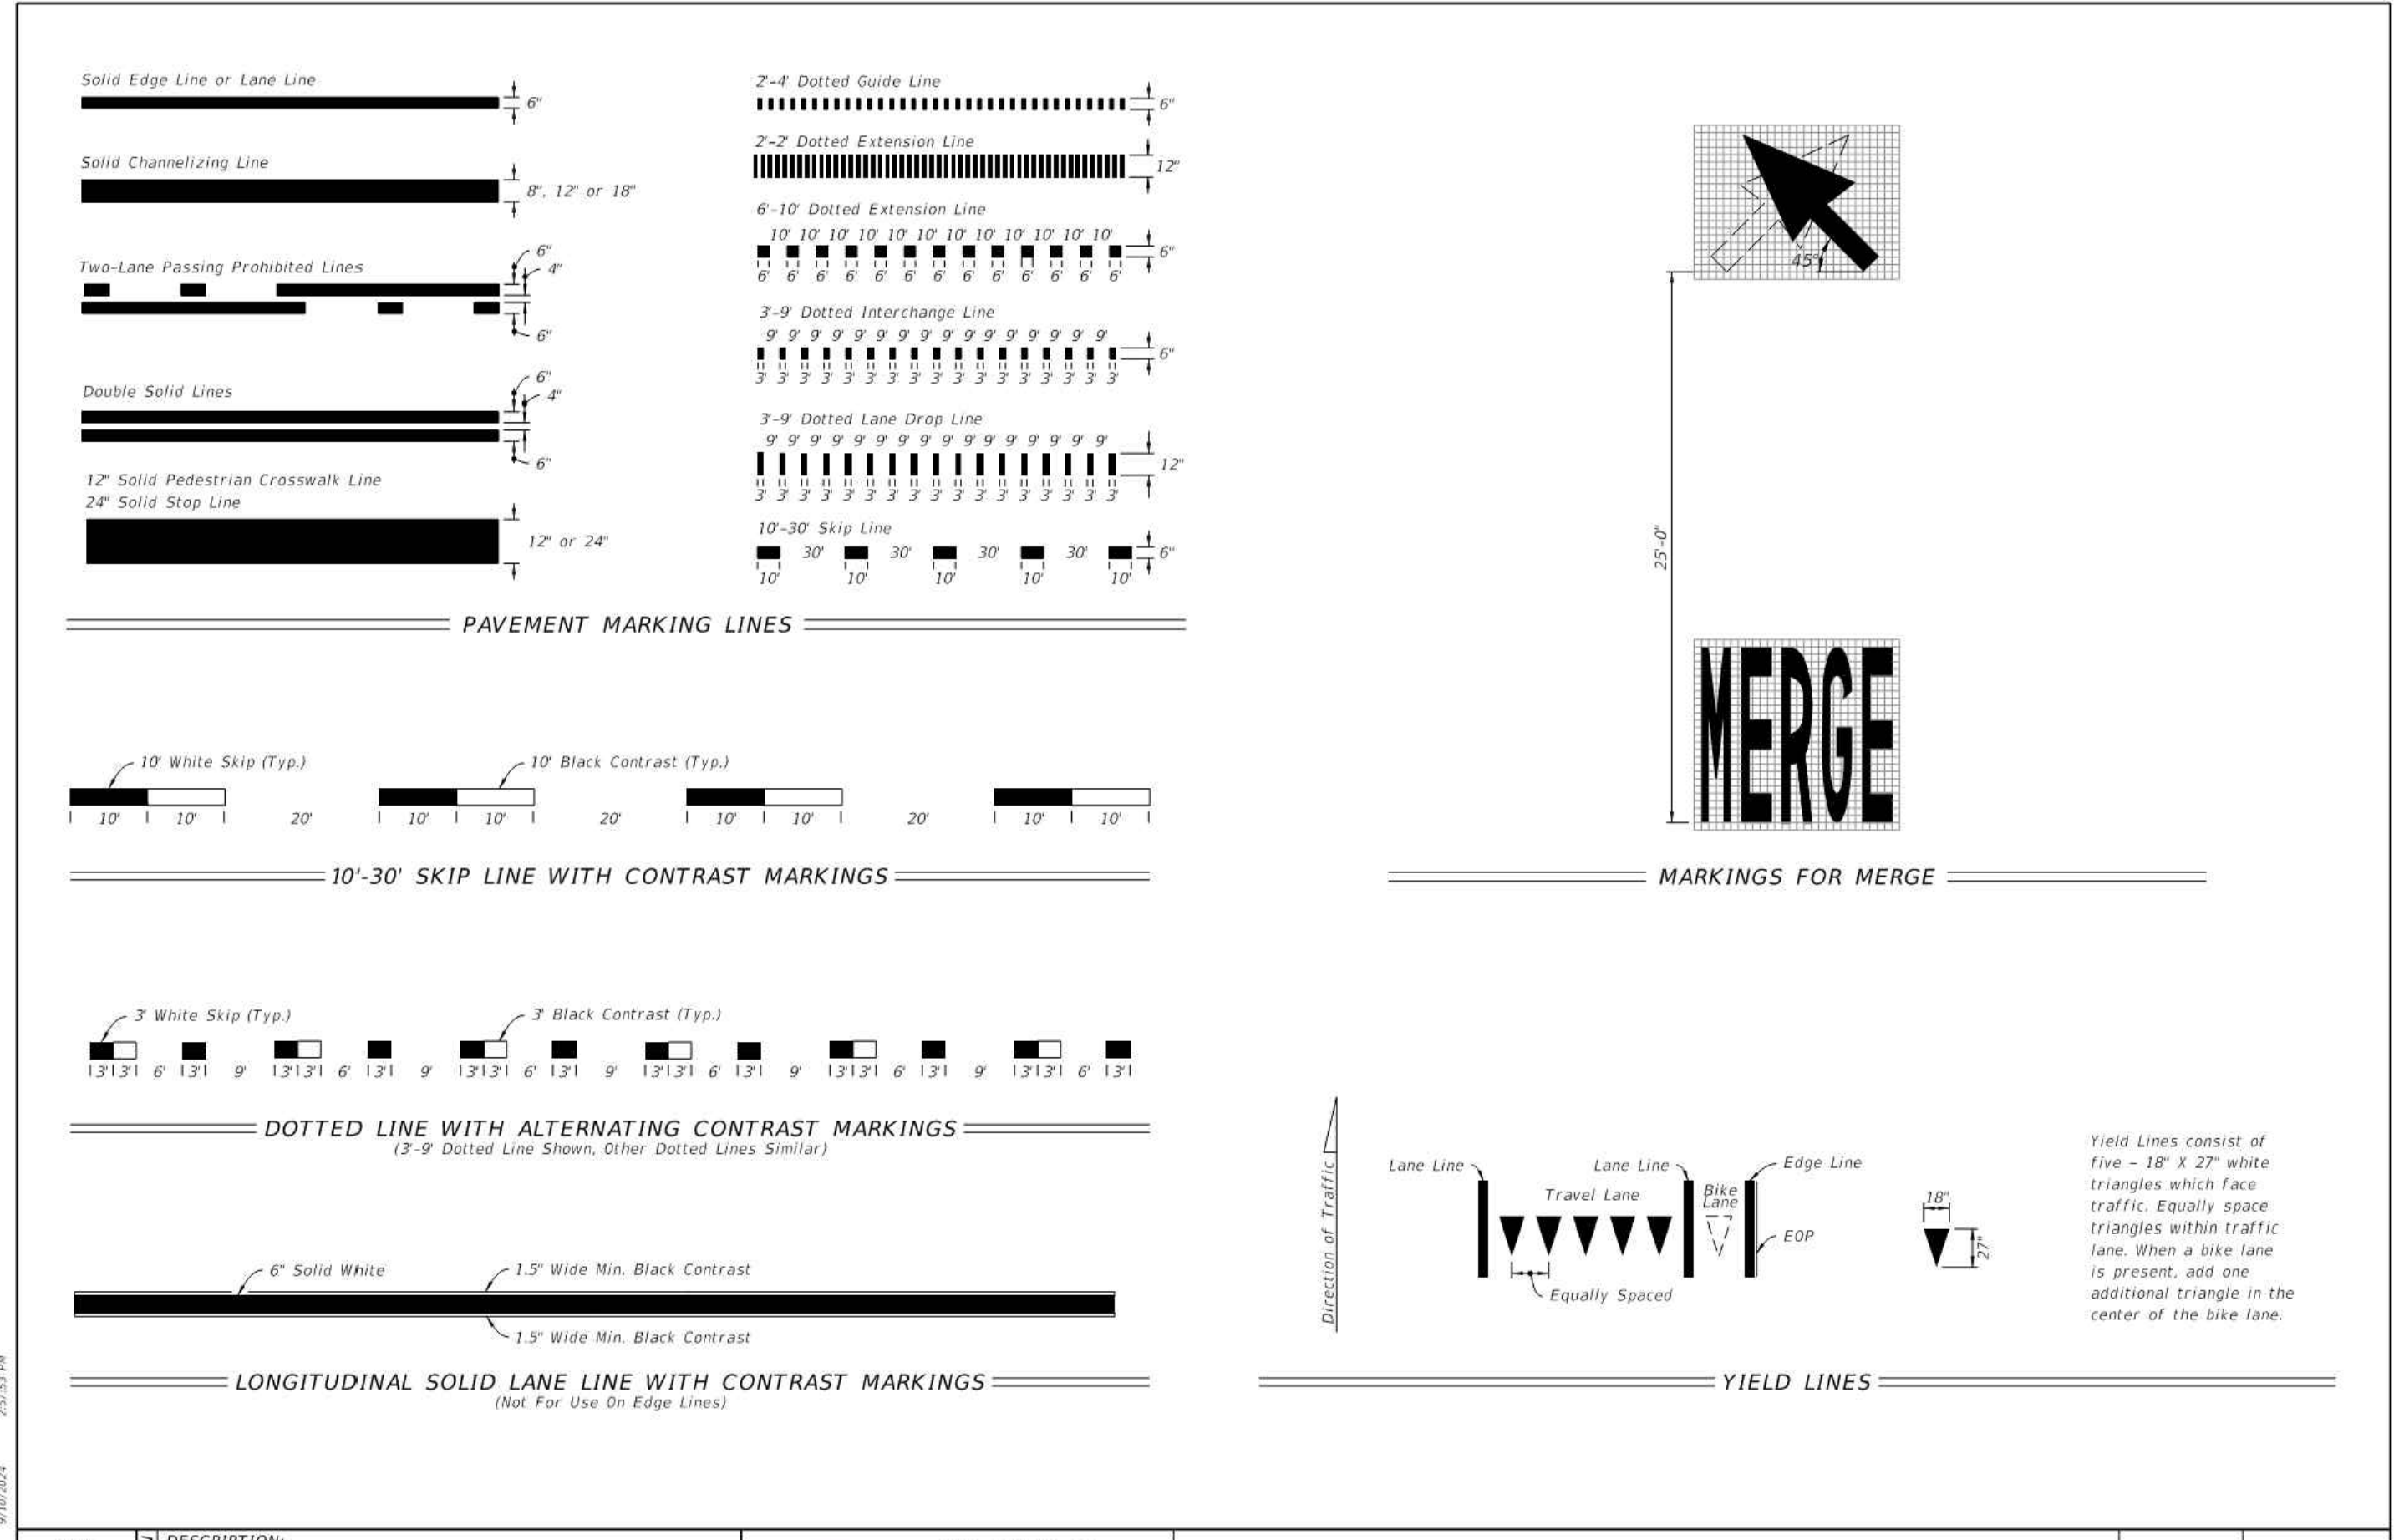 Solid Edge Line or Lane Line
6"
Solid Channelizing Line
8", 12" or 18"
Two-Lane Passing Prohibited Lines
6"
4"
6"
Double Solid Lines
6"
4"
6"
12" Solid Pedestrian Crosswalk Line
24" Solid Stop Line
12" or 24"
2'-4' Dotted Guide Line
6"
2'-2' Dotted Extension Line
12"
6'-10' Dotted Extension Line
10' 10' 10' 10' 10' 10' 10' 10' 10' 10' 10' 10'
6"
6' 6' 6' 6' 6' 6' 6' 6' 6' 6' 6' 6' 6'
3'-9' Dotted Interchange Line
9' 9' 9' 9' 9' 9' 9' 9' 9' 9' 9' 9' 9' 9' 9' 9'
6"
3' 3' 3' 3' 3' 3' 3' 3' 3' 3' 3' 3' 3' 3' 3' 3' 3'
3'-9' Dotted Lane Drop Line
9' 9' 9' 9' 9' 9' 9' 9' 9' 9' 9' 9' 9' 9' 9' 9'
12"
3' 3' 3' 3' 3' 3' 3' 3' 3' 3' 3' 3' 3' 3' 3' 3' 3'
10'-30' Skip Line
30' 30' 30' 30'
6"
10' 10' 10' 10' 10'
PAVEMENT MARKING LINES
10' White Skip (Typ.)
10' Black Contrast (Typ.)
10' 10' 20' 10' 10' 20' 10' 10' 20' 10' 10'
10'-30' SKIP LINE WITH CONTRAST MARKINGS
3' White Skip (Typ.)
3' Black Contrast (Typ.)
3' 3' 6' 3' 9' 3' 3' 6' 3' 9' 3' 3' 6' 3' 9' 3' 3' 6' 3' 9' 3' 3' 6' 3' 9' 3' 3' 6' 3'
DOTTED LINE WITH ALTERNATING CONTRAST MARKINGS
(3'-9' Dotted Line Shown, Other Dotted Lines Similar)
6" Solid White
1.5" Wide Min. Black Contrast
1.5" Wide Min. Black Contrast
LONGITUDINAL SOLID LANE LINE WITH CONTRAST MARKINGS
(Not For Use On Edge Lines)
45°
25'-0"
MERGE
MARKINGS FOR MERGE
Direction of Traffic
Lane Line
Lane Line
Edge Line
Travel Lane
Bike
Lane
EOP
Equally Spaced
18"
27"
Yield Lines consist of
five - 18" X 27" white
triangles which face
traffic. Equally space
triangles within traffic
lane. When a bike lane
is present, add one
additional triangle in the
center of the bike lane.
YIELD LINES
9/10/2024
2:57:53 PM
DESCRIPTION: